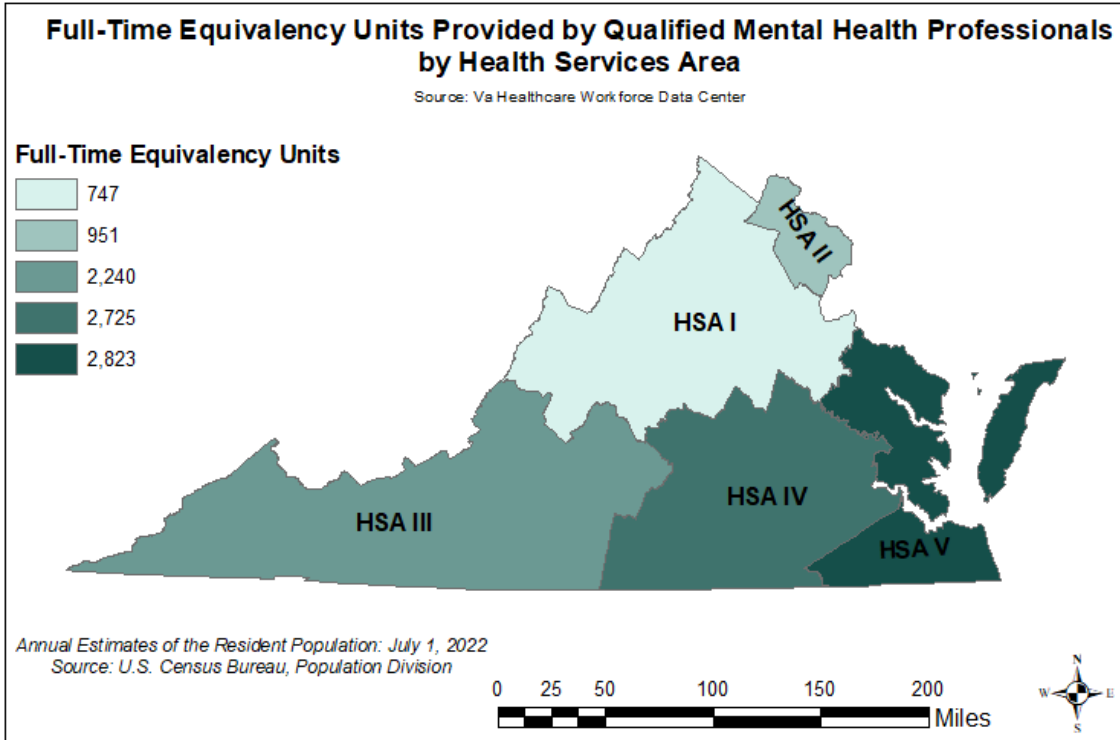 Full-Time Equivalency Units Provided by Qualified Mental Health Professionals
by Health Services Area
Source: Va Healthcare Workforce Data Center
Full-Time Equivalency Units
747
951
2,240
2,725
2,823
HSA II
HSA I
HSA IV
HSA III
HSA V
Annual Estimates of the Resident Population: July 1, 2022
Source: U.S. Census Bureau, Population Division
0 25 50 100 150 200
Miles
N
W E
S